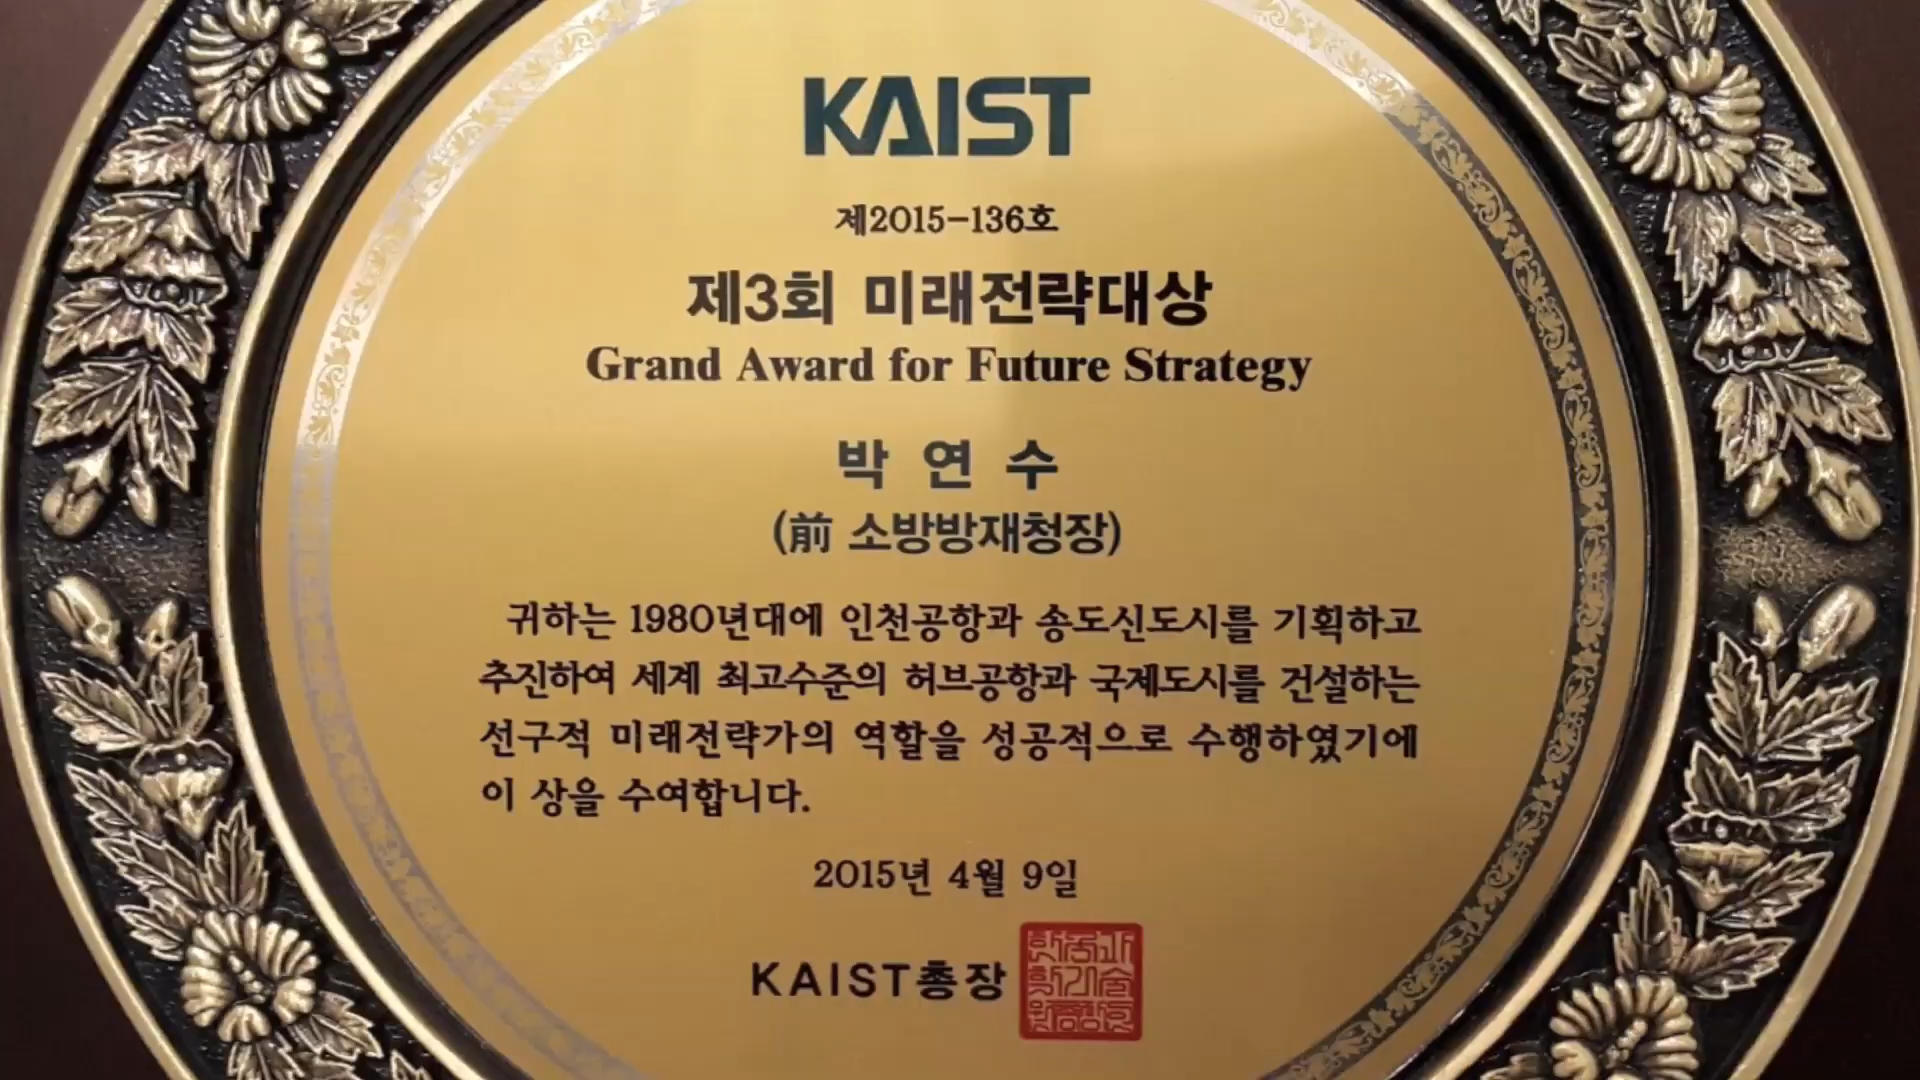 KAIST
제2015-136호
제3회 미래전략대상
Grand Award for Future Strategy
박 연 수
(前 소방방재청장)
귀하는 1980년대에 인천공항과 송도신도시를 기획하고
추진하여 세계 최고수준의 허브공항과 국제도시를 건설하는
선구적 미래전략가의 역할을 성공적으로 수행하였기에
이 상을 수여합니다.
2015년 4월 9일
KAIST총장